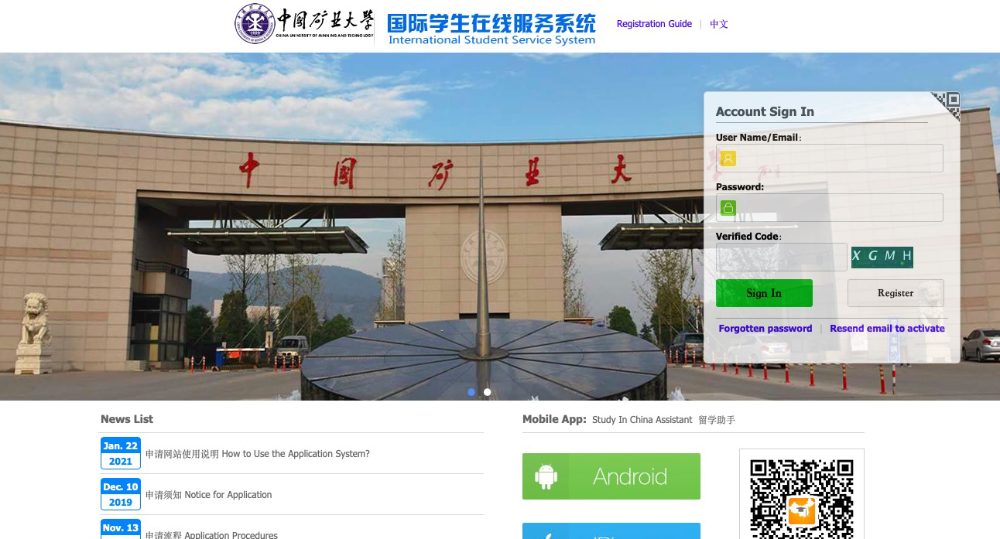 中国矿业大学
CHINA UNIVERSITY OF MINNING AND TECHNOLOGY
国际学生在线服务系统
International Student Service System
Registration Guide | 中文
中国矿业大学
Account Sign In
User Name/Email:
Password:
Verified Code:
X G M H
Sign In
Register
Forgotten password | Resend email to activate
News List
Jan. 22
2021
申请网站使用说明 How to Use the Application System?
Dec. 10
2019
申请须知 Notice for Application
Nov. 13
申请流程 Application Procedures
Mobile App: Study In China Assistant 留学助手
Android